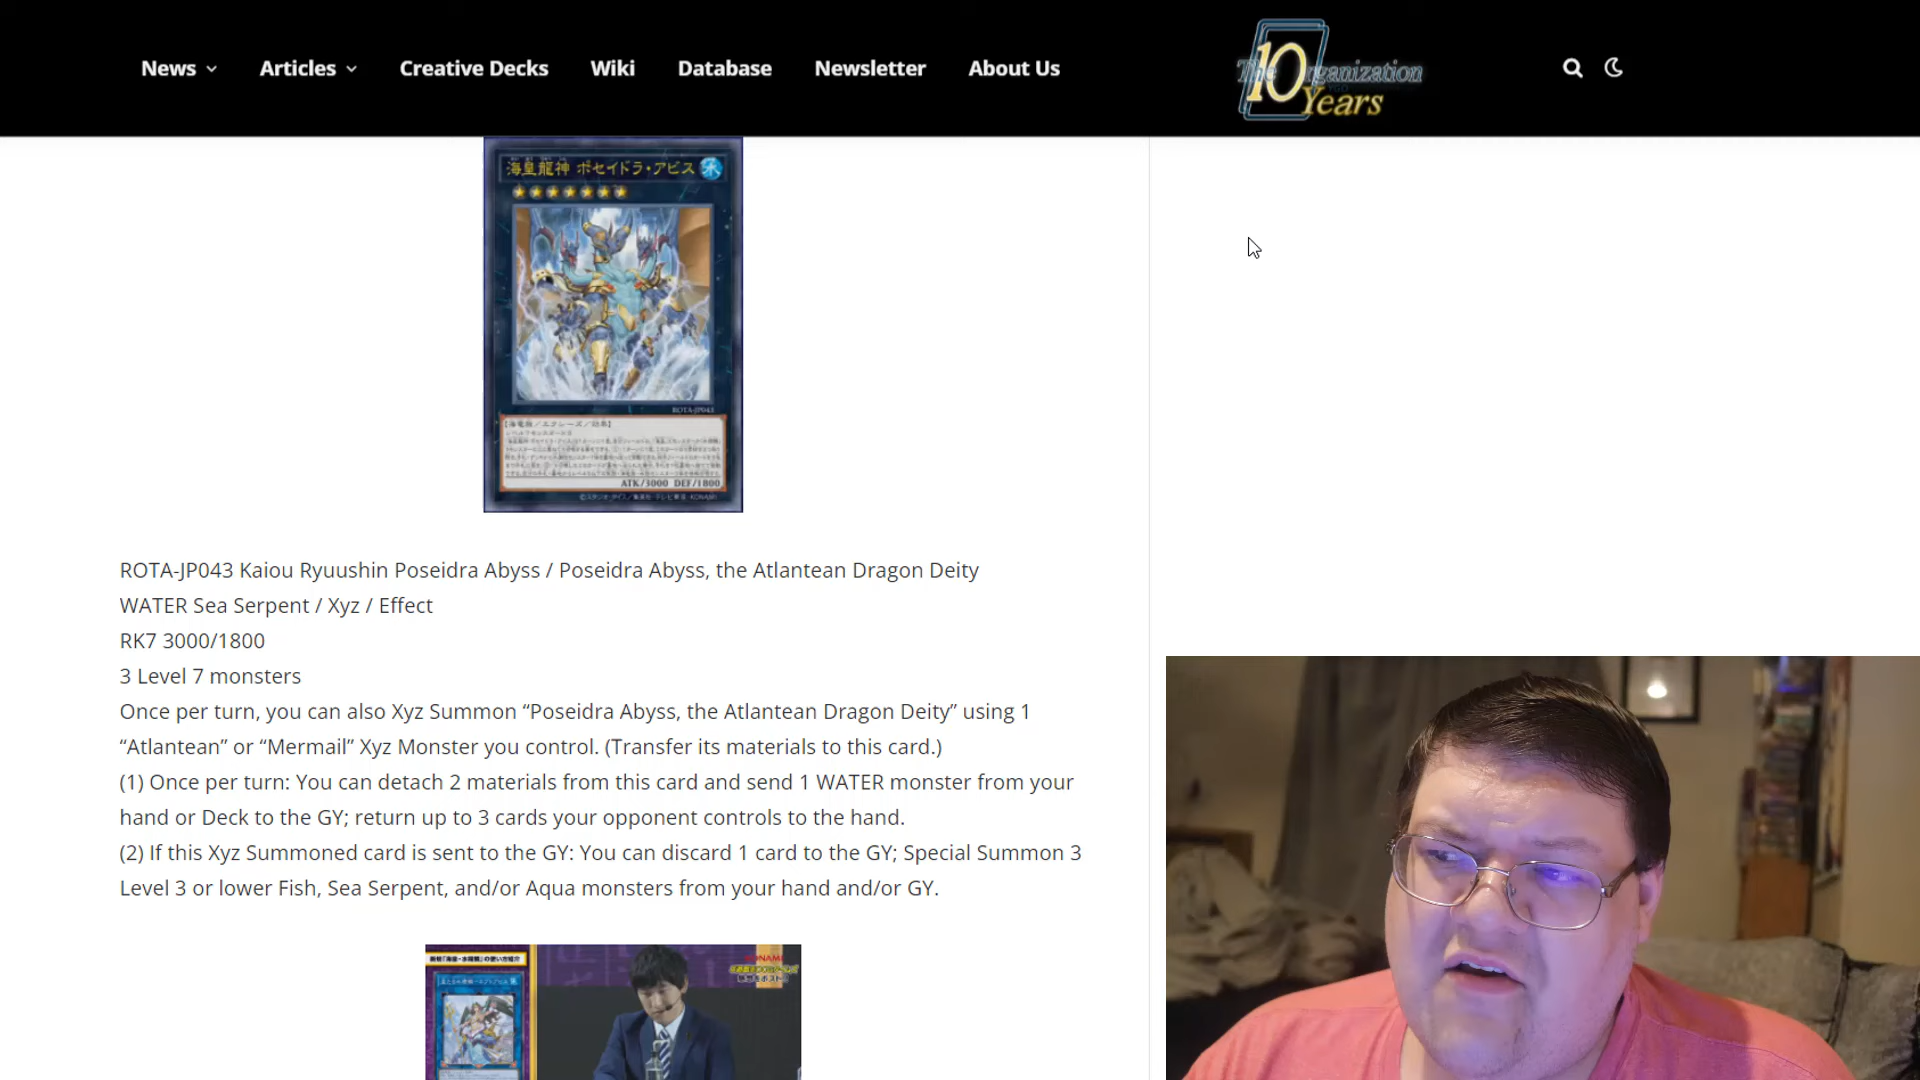 News
Articles
Creative Decks
Wiki
Database
Newsletter
About Us
The Organization
10
Years
海皇龍神 ポセイドラ・アビス
水
ROTA-JP043
ATK/3000 DEF/1800
ROTA-JP043 Kaiou Ryuushin Poseidra Abyss / Poseidra Abyss, the Atlantean Dragon Deity
WATER Sea Serpent / Xyz / Effect
RK7 3000/1800
3 Level 7 monsters
Once per turn, you can also Xyz Summon “Poseidra Abyss, the Atlantean Dragon Deity” using 1
“Atlantean” or “Mermail” Xyz Monster you control. (Transfer its materials to this card.)
(1) Once per turn: You can detach 2 materials from this card and send 1 WATER monster from your
hand or Deck to the GY; return up to 3 cards your opponent controls to the hand.
(2) If this Xyz Summoned card is sent to the GY: You can discard 1 card to the GY; Special Summon 3
Level 3 or lower Fish, Sea Serpent, and/or Aqua monsters from your hand and/or GY.
KONAMI